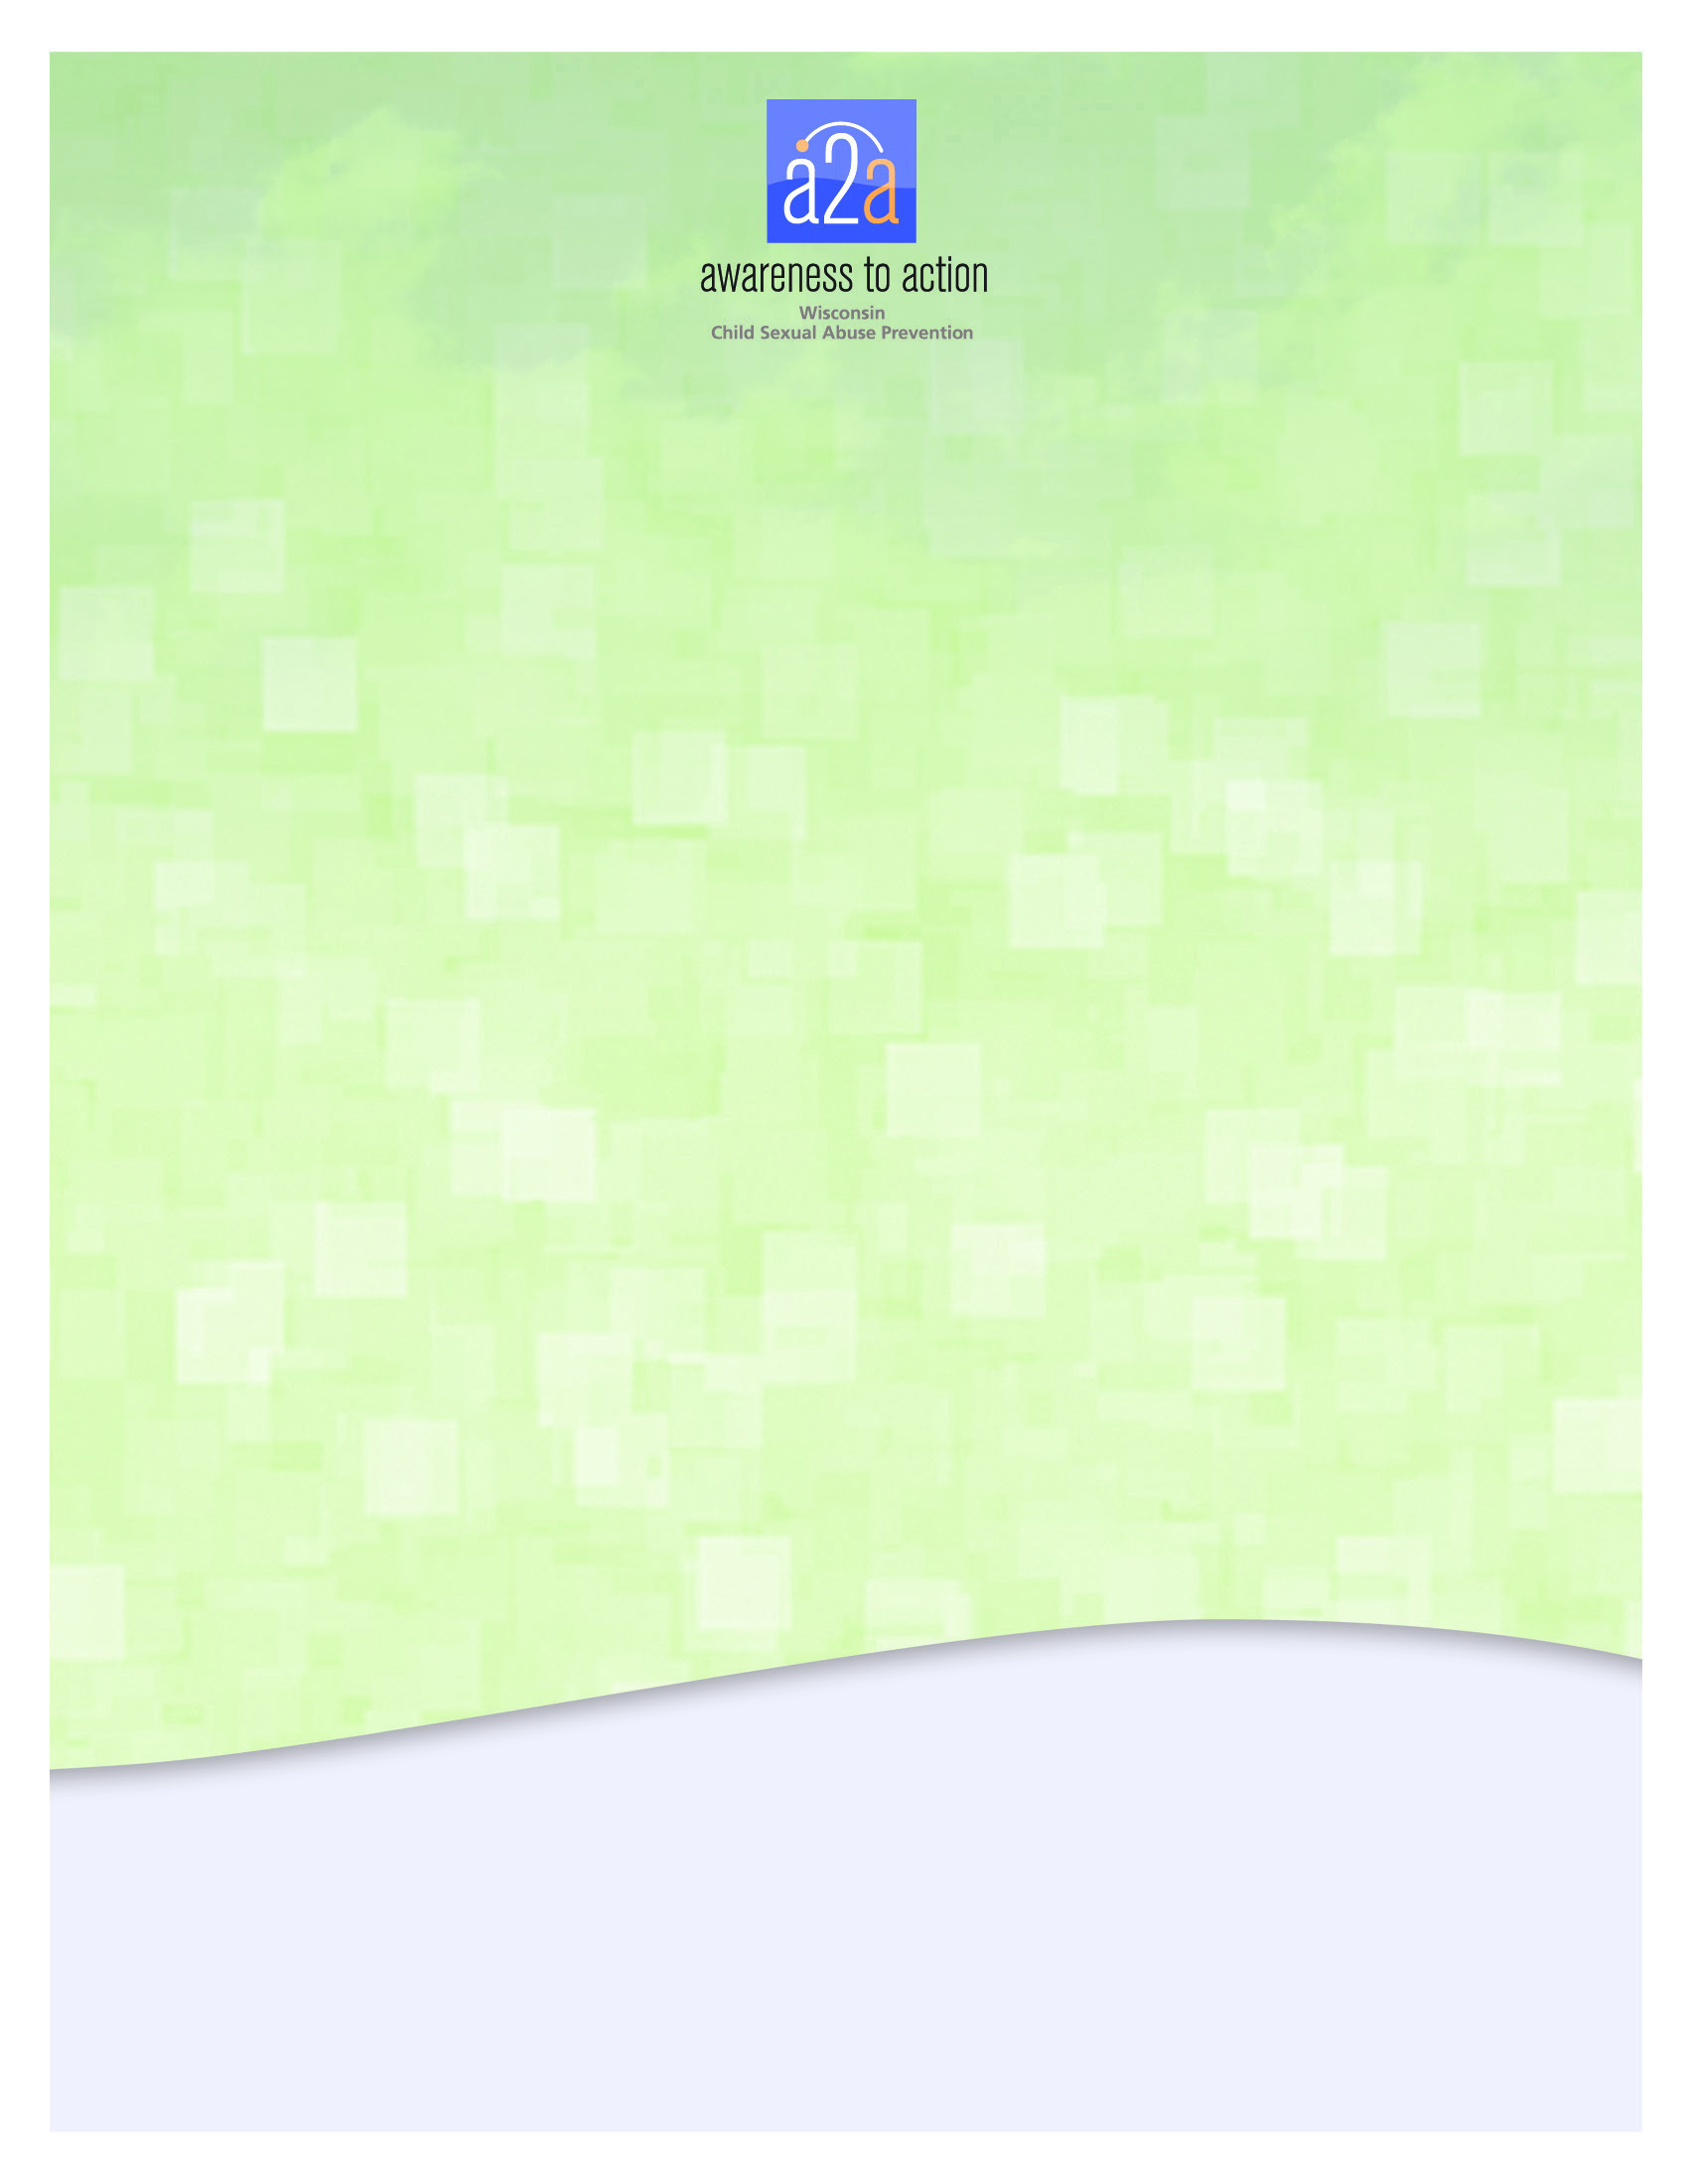 a2a
awareness to action
Wisconsin
Child Sexual Abuse Prevention